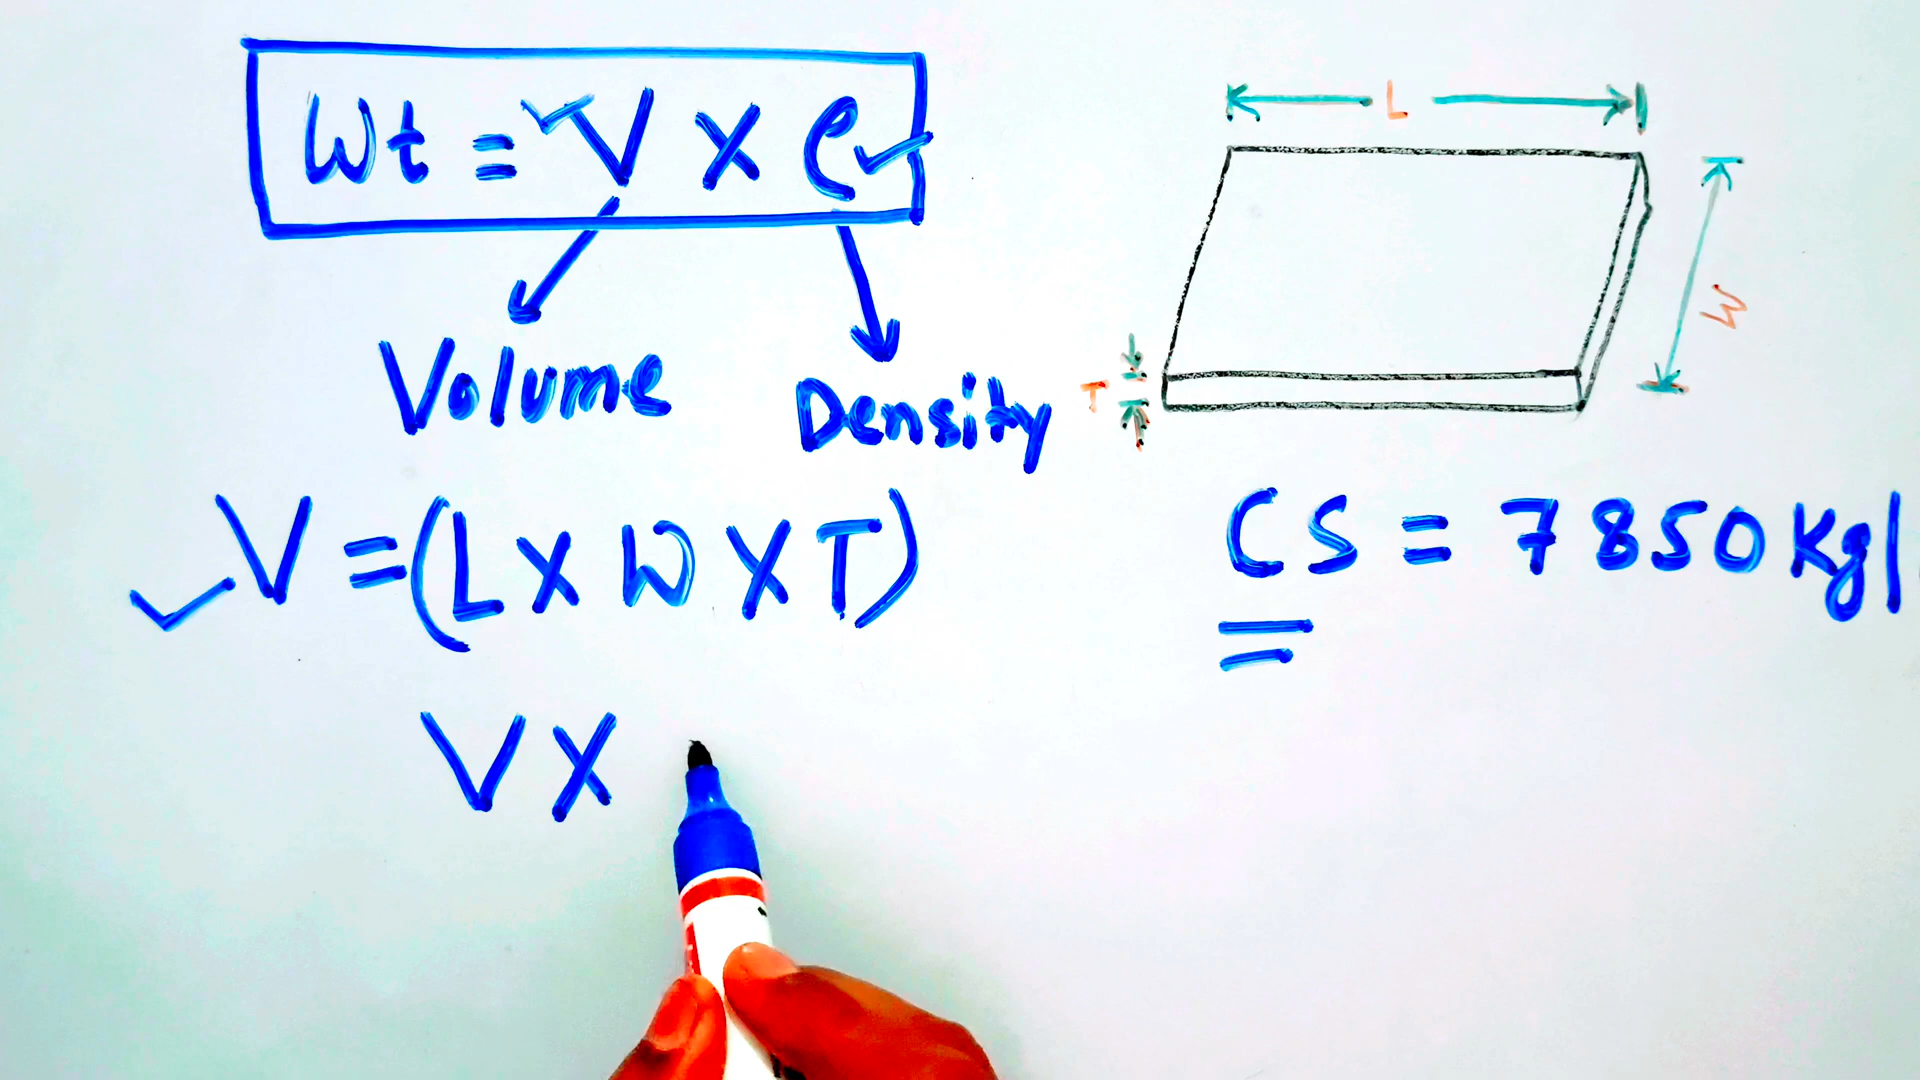 Wt = V X ρ
Volume
Density
V = (L X W X T)
V X
L
W
T
CS = 7850 Kg/